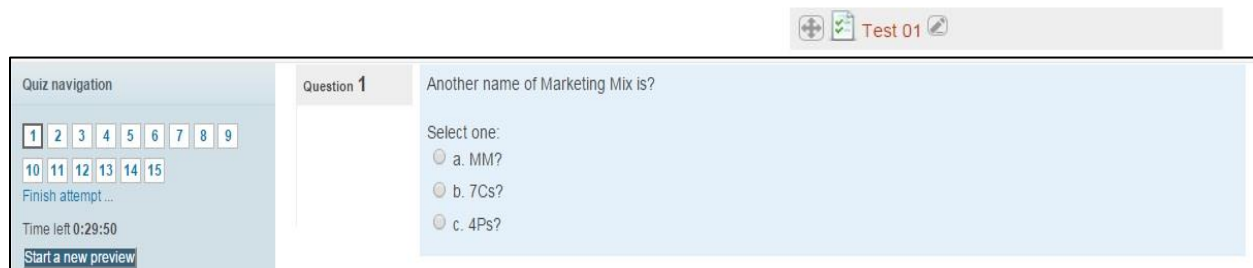 Test 01
Quiz navigation
1 2 3 4 5 6 7 8 9
10 11 12 13 14 15
Finish attempt ...
Time left 0:29:50
Start a new preview
Question 1
Another name of Marketing Mix is?
Select one:
a. MM?
b. 7Cs?
c. 4Ps?